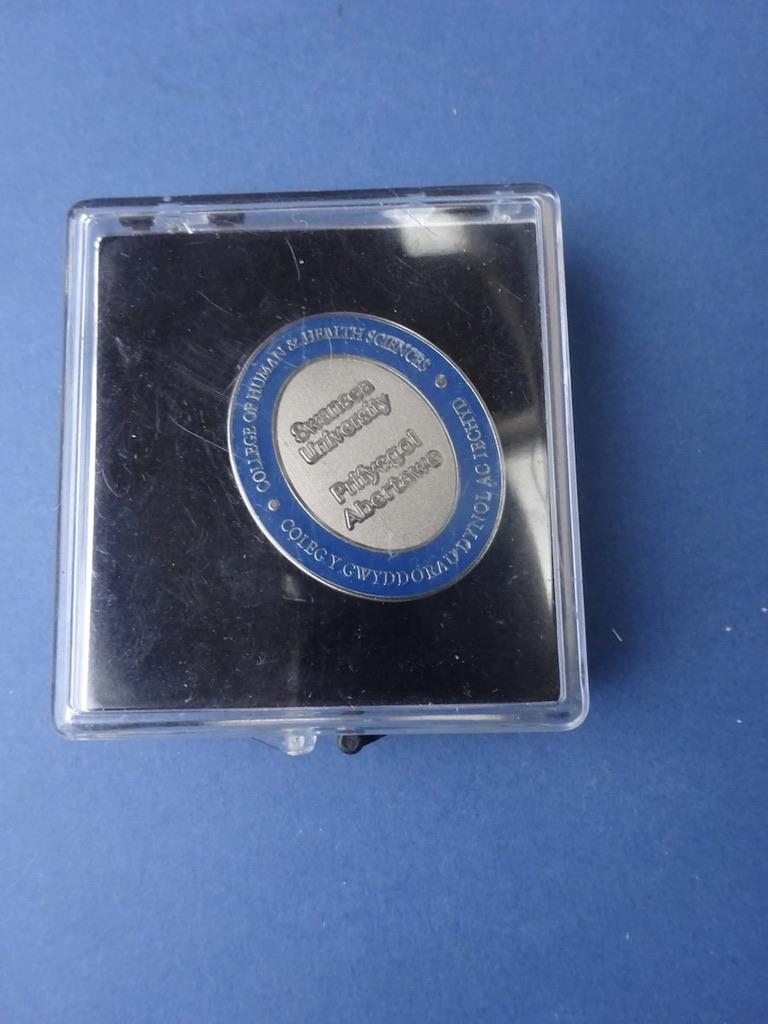 COLLEGE OF HUMAN & HEALTH SCIENCES
Swansea
University
Prifysgol
Abertawe
COLEG Y GWYDDORAU DYNOL AC IECHYD